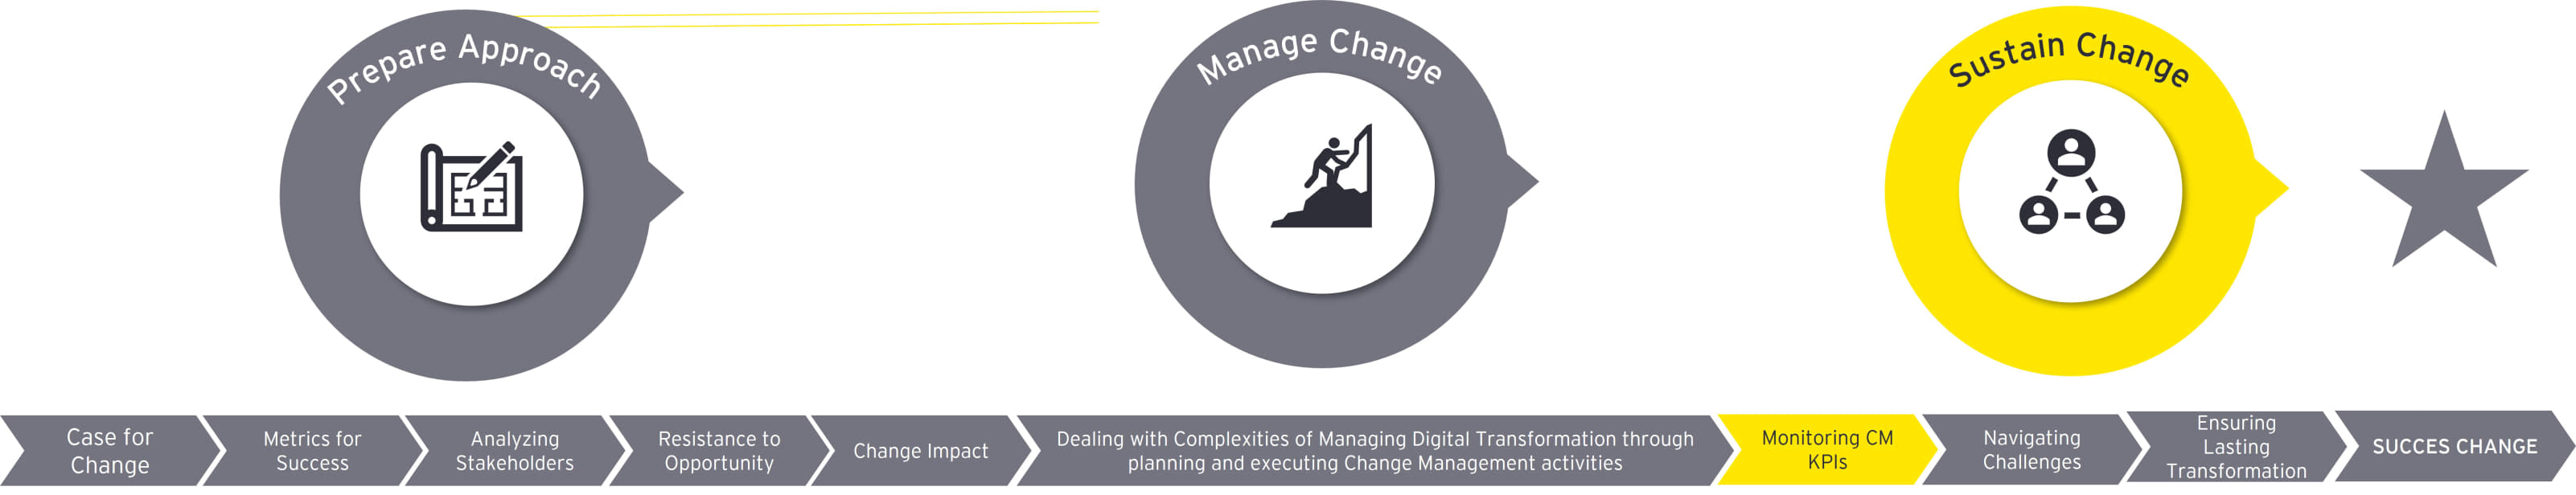 Prepare Approach
Manage Change
Sustain Change
Case for
Change
Metrics for
Success
Analyzing
Stakeholders
Resistance to
Opportunity
Change Impact
Dealing with Complexities of Managing Digital Transformation through
planning and executing Change Management activities
Monitoring CM
KPIs
Navigating
Challenges
Ensuring
Lasting
Transformation
SUCCES CHANGE